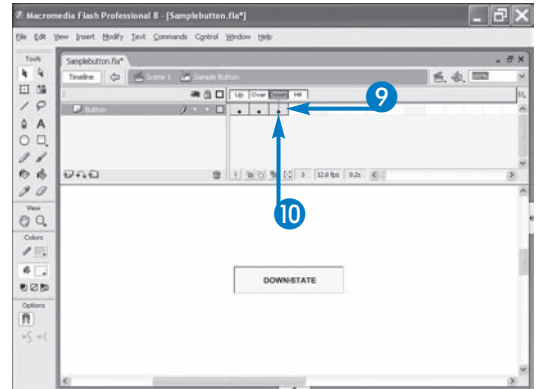 Macromedia Flash Professional 8 - [Samplebutton.fla*]
File Edit View Insert Modify Text Commands Control Window Help
Tools
Samplebutton.fla*
Timeline Scene 1 Sample Button
Up Over Down Hit
9
Button
3 12.0 fps 0.2s
10
View
Colors
DOWN STATE
Options